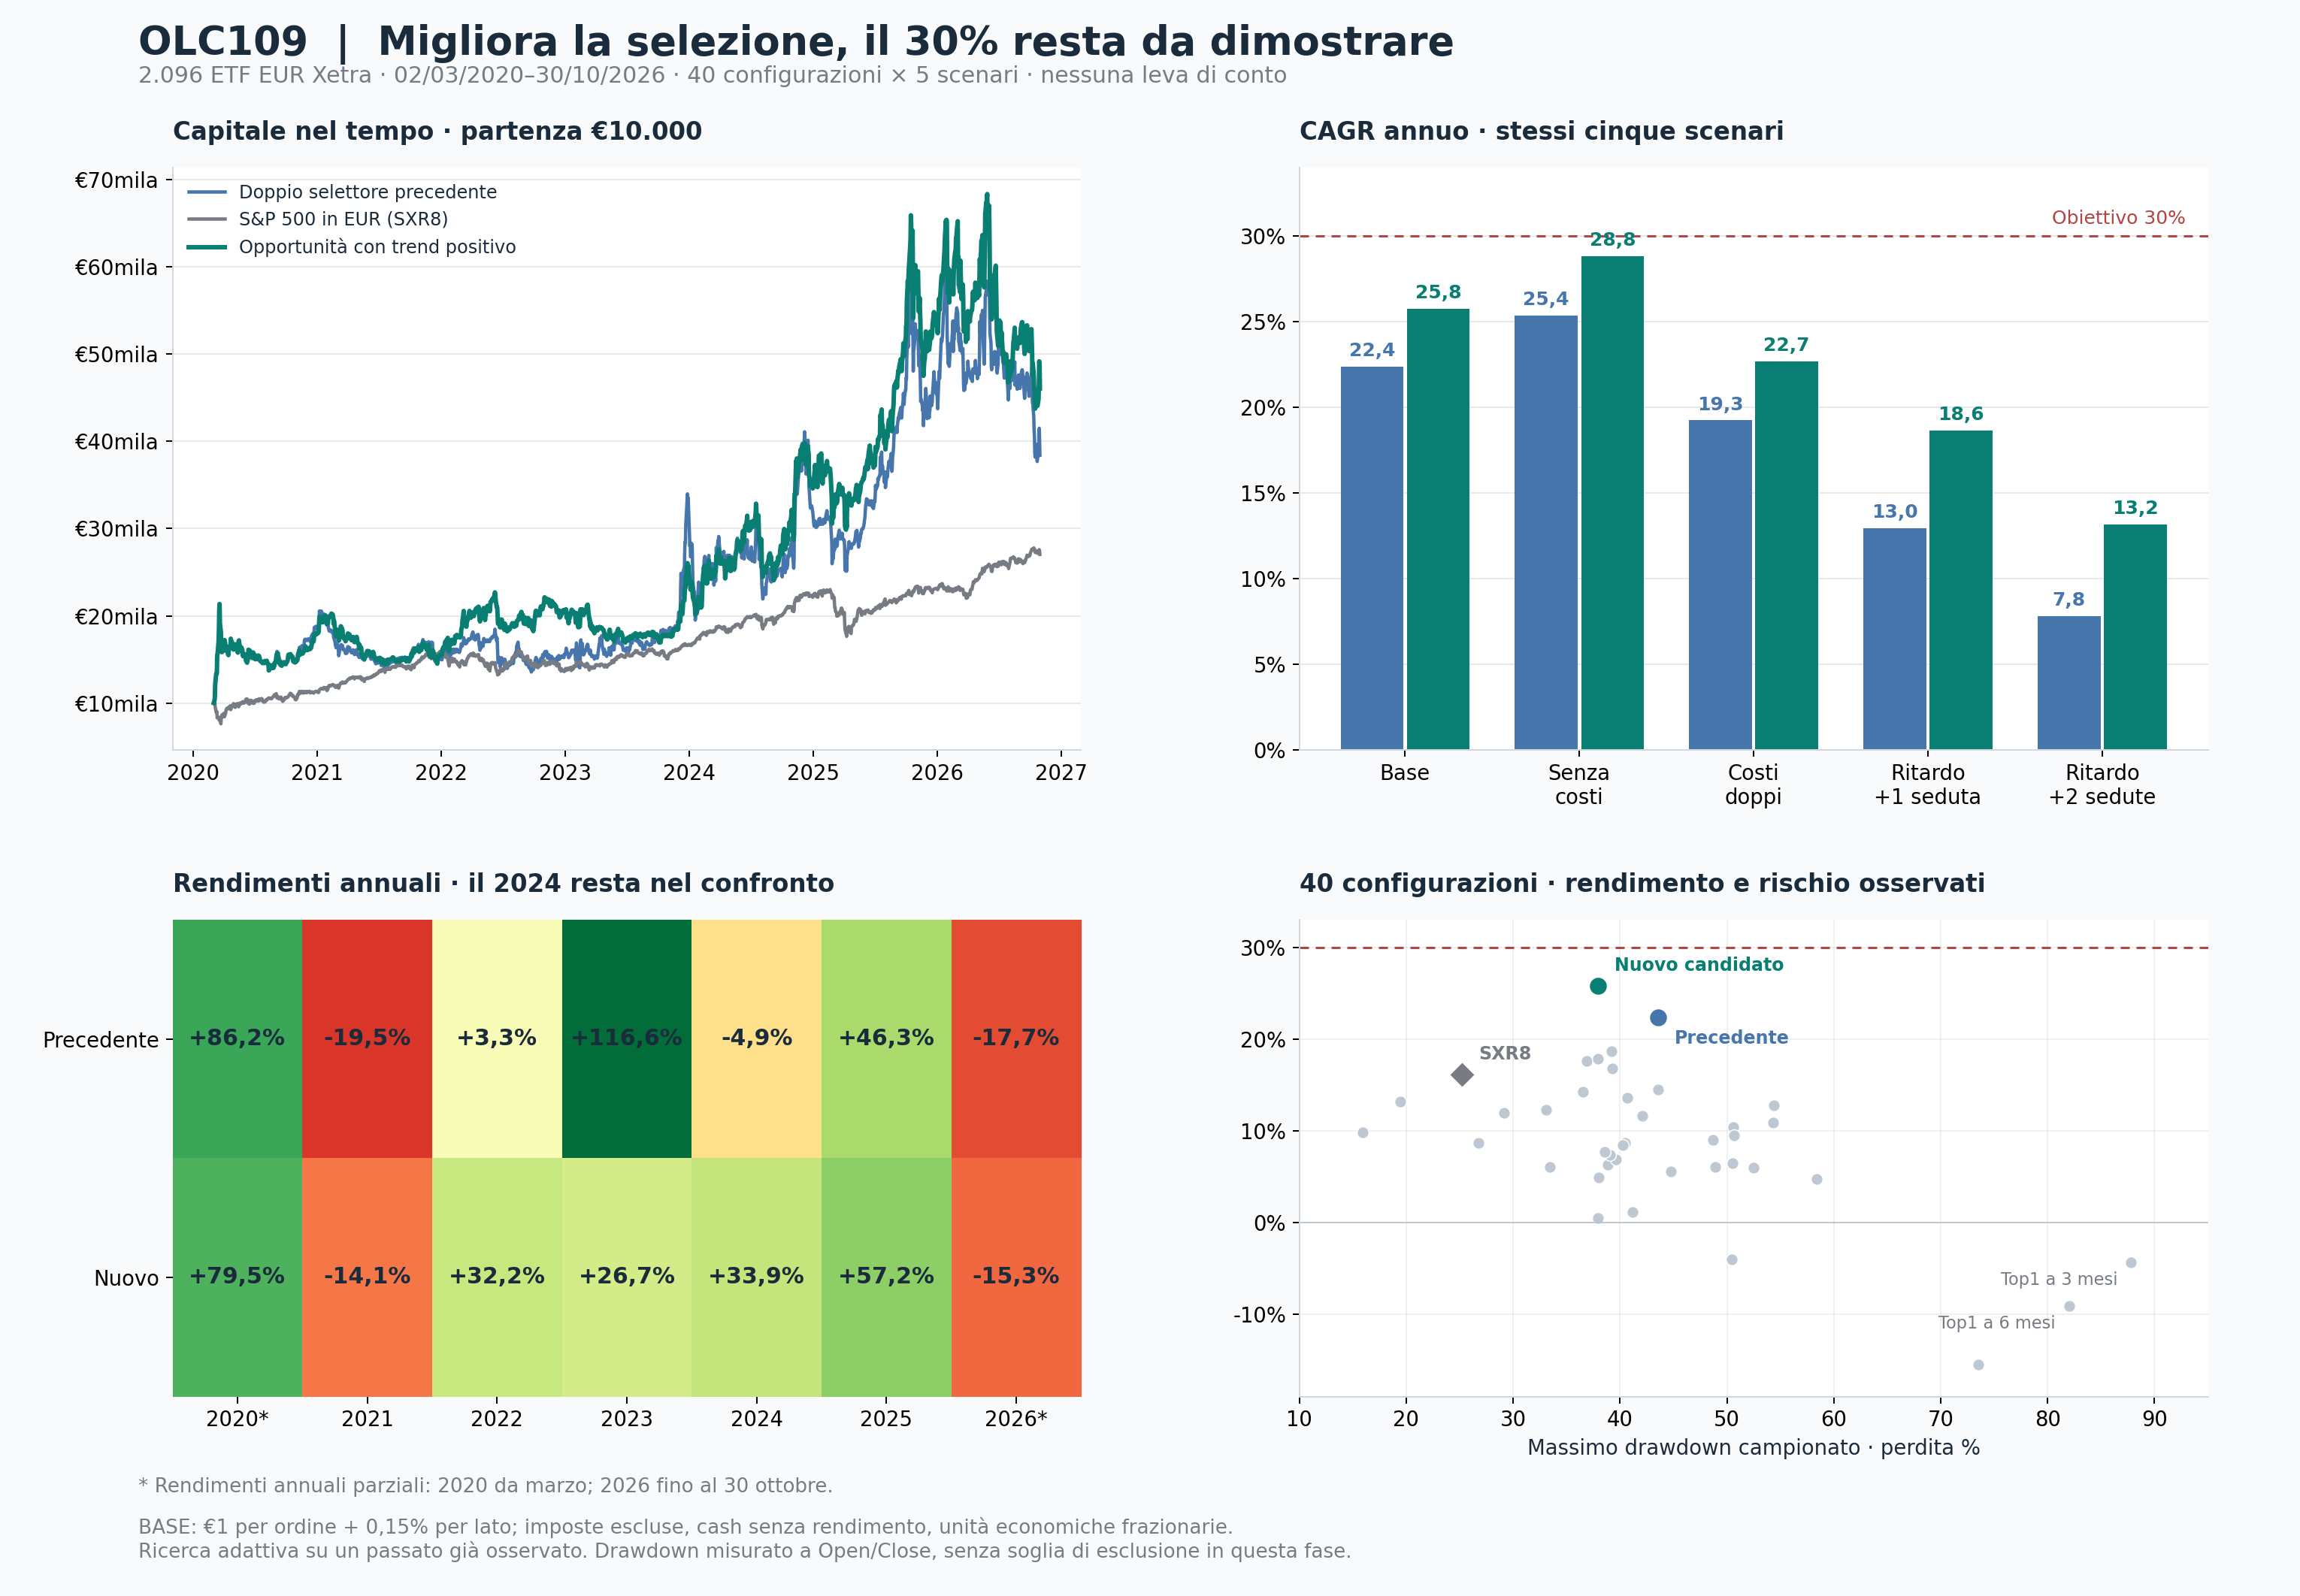 OLC109 | Migliora la selezione, il 30% resta da dimostrare
2.096 ETF EUR Xetra · 02/03/2020–30/10/2026 · 40 configurazioni × 5 scenari · nessuna leva di conto
Capitale nel tempo · partenza €10.000
€70mila
€60mila
€50mila
€40mila
€30mila
€20mila
€10mila
Doppio selettore precedente
S&P 500 in EUR (SXR8)
Opportunità con trend positivo
2020 2021 2022 2023 2024 2025 2026 2027
CAGR annuo · stessi cinque scenari
30%
25%
20%
15%
10%
5%
0%
Obiettivo 30%
22,4 25,8 25,4 28,8 19,3 22,7 13,0 18,6 7,8 13,2
Base Senza costi Costi doppi Ritardo +1 seduta Ritardo +2 sedute
Rendimenti annuali · il 2024 resta nel confronto
Precedente +86,2% -19,5% +3,3% +116,6% -4,9% +46,3% -17,7%
Nuovo +79,5% -14,1% +32,2% +26,7% +33,9% +57,2% -15,3%
2020* 2021 2022 2023 2024 2025 2026*
40 configurazioni · rendimento e rischio osservati
30%
20%
10%
0%
-10%
Nuovo candidato
Precedente
SXR8
Top1 a 3 mesi
Top1 a 6 mesi
10 20 30 40 50 60 70 80 90
Massimo drawdown campionato · perdita %
* Rendimenti annuali parziali: 2020 da marzo; 2026 fino al 30 ottobre.
BASE: €1 per ordine + 0,15% per lato; imposte escluse, cash senza rendimento, unità economiche frazionarie.
Ricerca adattiva su un passato già osservato. Drawdown misurato a Open/Close, senza soglia di esclusione in questa fase.